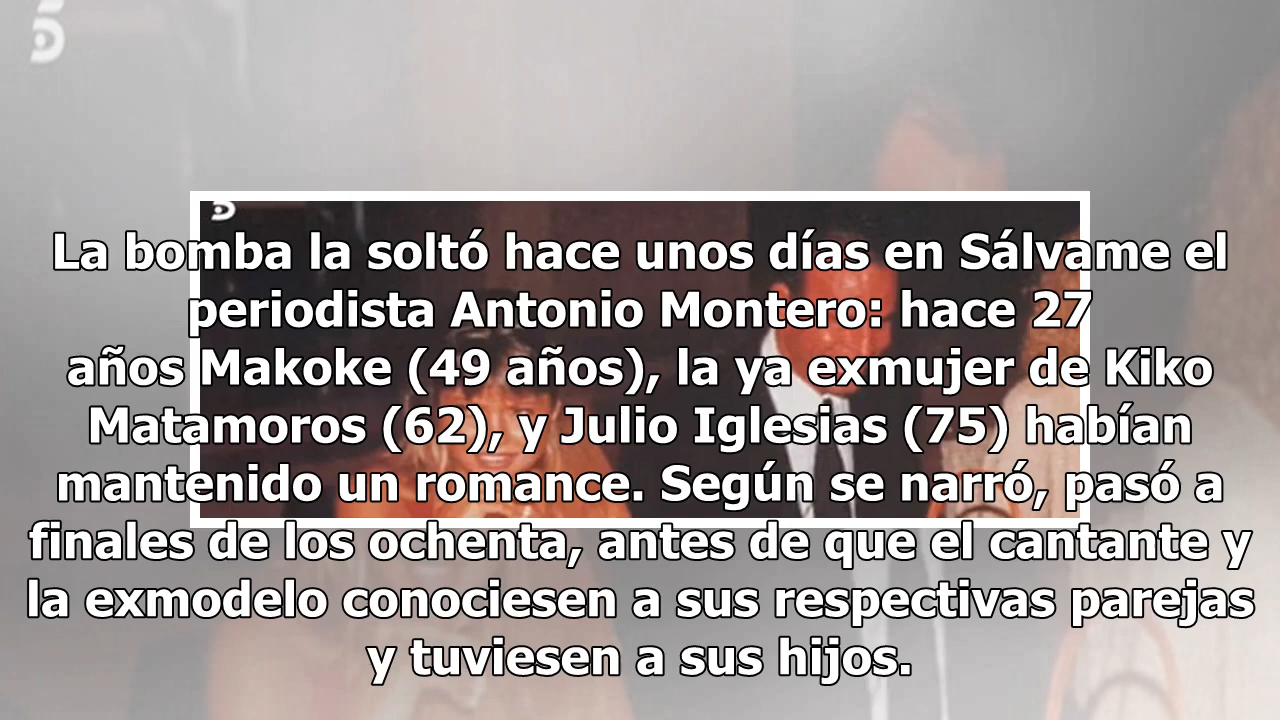 La bomba la soltó hace unos días en Sálvame el
periodista Antonio Montero: hace 27
años Makoke (49 años), la ya exmujer de Kiko
Matamoros (62), y Julio Iglesias (75) habían
mantenido un romance. Según se narró, pasó a
finales de los ochenta, antes de que el cantante y
la exmodelo conociesen a sus respectivas parejas
y tuviesen a sus hijos.